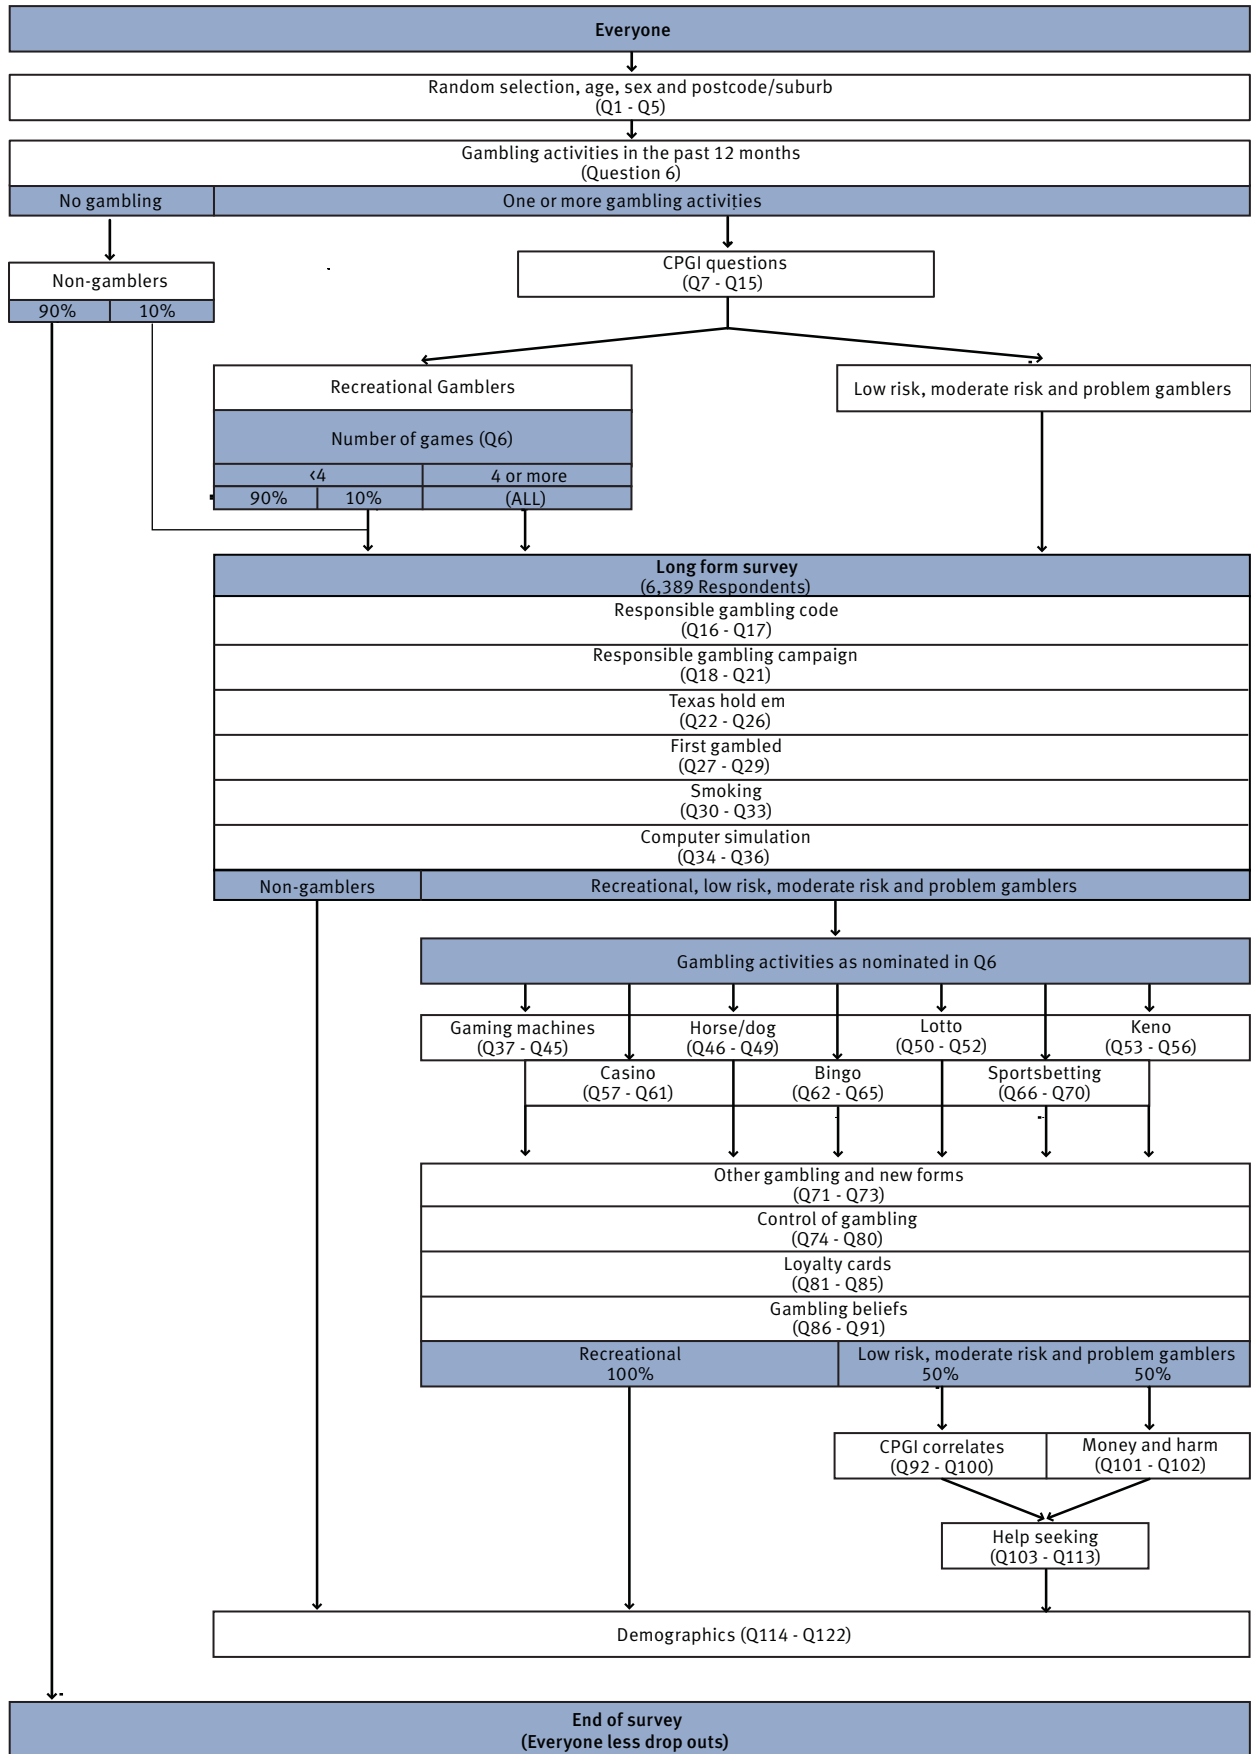 Everyone
Random selection, age, sex and postcode/suburb
(Q1 - Q5)
Gambling activities in the past 12 months
(Question 6)
No gambling
One or more gambling activities
Non-gamblers
90%
10%
CPGI questions
(Q7 - Q15)
Recreational Gamblers
Low risk, moderate risk and problem gamblers
Number of games (Q6)
<4
4 or more
90%
10%
(ALL)
Long form survey
(6,389 Respondents)
Responsible gambling code
(Q16 - Q17)
Responsible gambling campaign
(Q18 - Q21)
Texas hold em
(Q22 - Q26)
First gambled
(Q27 - Q29)
Smoking
(Q30 - Q33)
Computer simulation
(Q34 - Q36)
Non-gamblers
Recreational, low risk, moderate risk and problem gamblers
Gambling activities as nominated in Q6
Gaming machines
(Q37 - Q45)
Horse/dog
(Q46 - Q49)
Lotto
(Q50 - Q52)
Keno
(Q53 - Q56)
Casino
(Q57 - Q61)
Bingo
(Q62 - Q65)
Sportsbetting
(Q66 - Q70)
Other gambling and new forms
(Q71 - Q73)
Control of gambling
(Q74 - Q80)
Loyalty cards
(Q81 - Q85)
Gambling beliefs
(Q86 - Q91)
Recreational
100%
Low risk, moderate risk and problem gamblers
50%
50%
CPGI correlates
(Q92 - Q100)
Money and harm
(Q101 - Q102)
Help seeking
(Q103 - Q113)
Demographics (Q114 - Q122)
End of survey
(Everyone less drop outs)